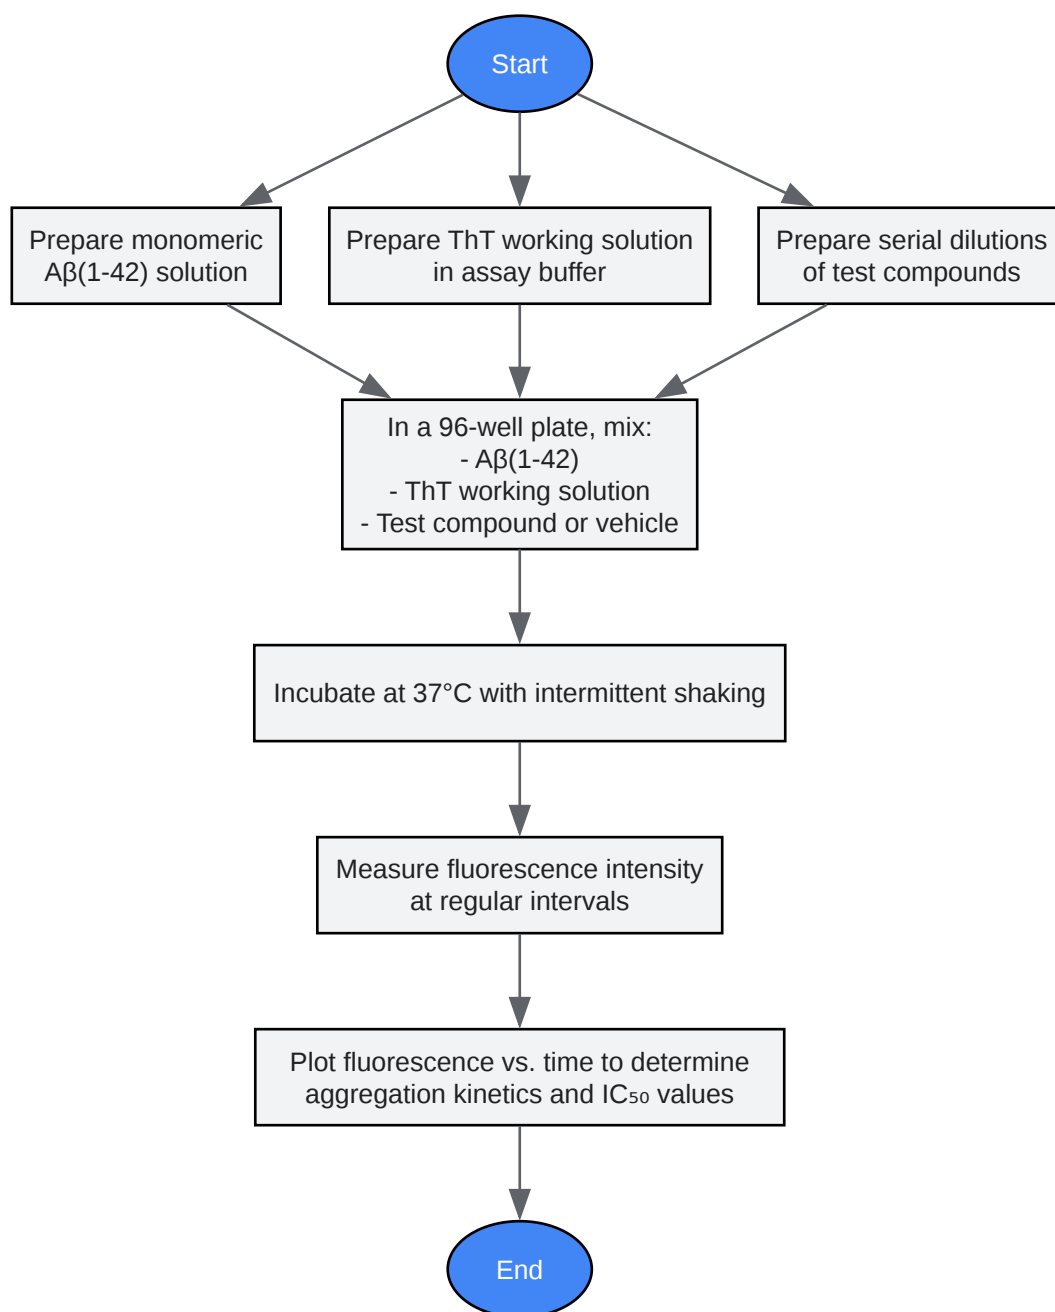 Start
Prepare monomeric
Aβ(1-42) solution
Prepare ThT working solution
in assay buffer
Prepare serial dilutions
of test compounds
In a 96-well plate, mix:
- Aβ(1-42)
- ThT working solution
- Test compound or vehicle
Incubate at 37°C with intermittent shaking
Measure fluorescence intensity
at regular intervals
Plot fluorescence vs. time to determine
aggregation kinetics and IC₅₀ values
End